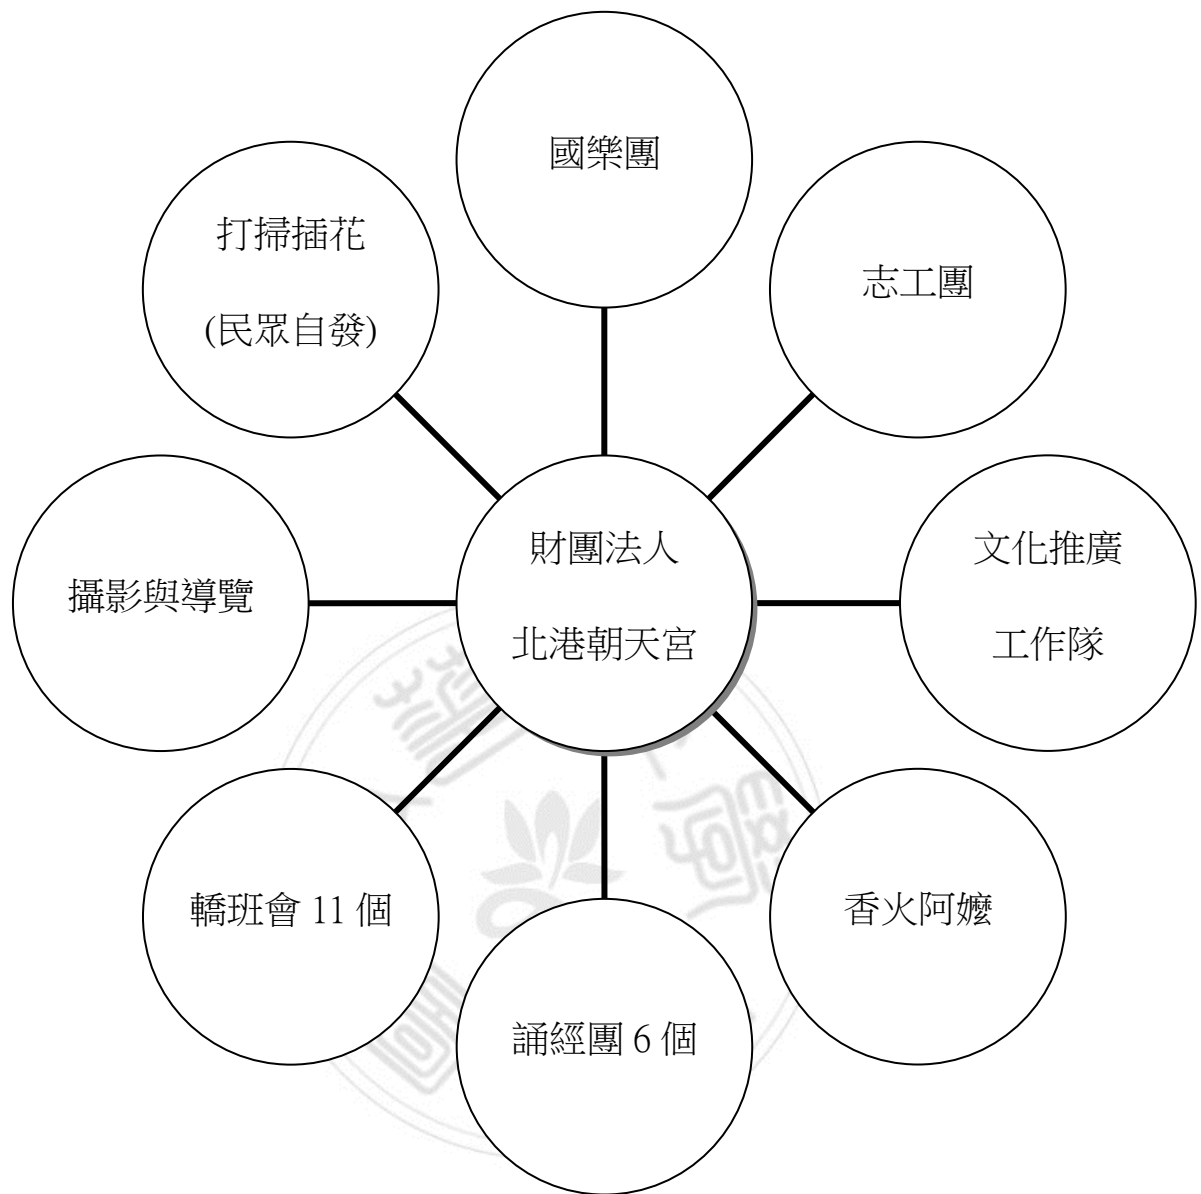 國樂團
打掃插花
(民眾自發)
志工團
財團法人
北港朝天宮
文化推廣
工作隊
攝影與導覽
轎班會 11 個
香火阿嬤
誦經團 6 個